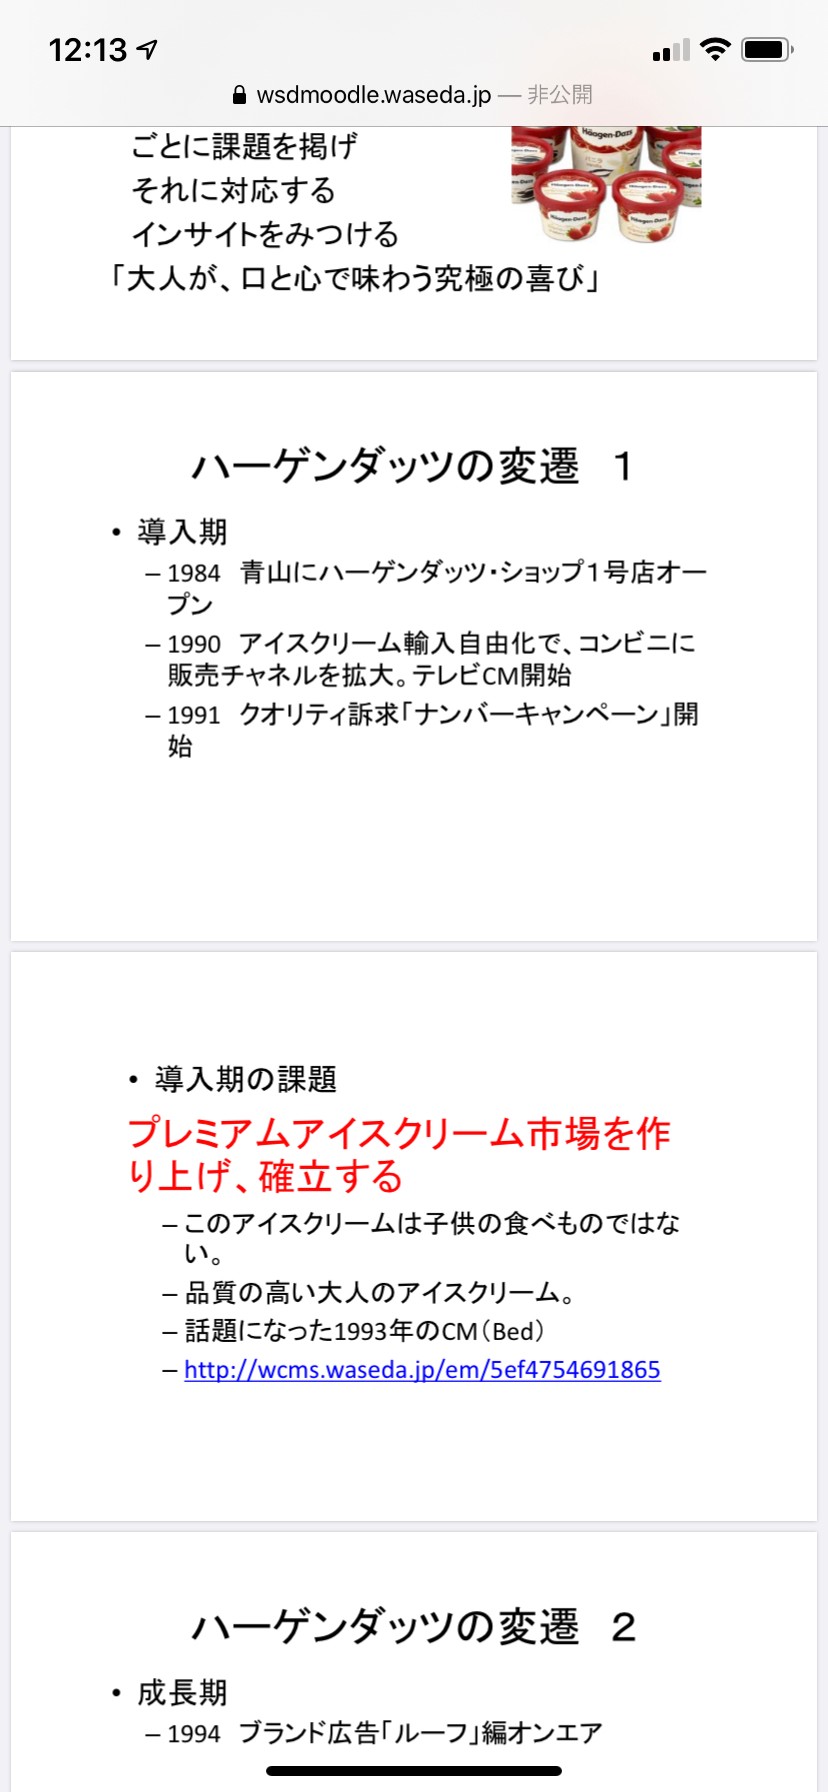 12:13
wsdmoodle.waseda.jp — 非公開
ごとに課題を掲げ
それに対応する
インサイトをみつける
「大人が、口と心で味わう究極の喜び」
Häagen-Dazs
バニラ
Häagen-Dazs
Häagen-Dazs
ハーゲンダッツの変遷　１
• 導入期
– 1984　青山にハーゲンダッツ・ショップ１号店オー
プン
– 1990　アイスクリーム輸入自由化で、コンビニに
販売チャネルを拡大。テレビCM開始
– 1991　クオリティ訴求「ナンバーキャンペーン」開
始
• 導入期の課題
プレミアムアイスクリーム市場を作
り上げ、確立する
– このアイスクリームは子供の食べものではな
い。
– 品質の高い大人のアイスクリーム。
– 話題になった1993年のCM（Bed）
– http://wcms.waseda.jp/em/5ef4754691865
ハーゲンダッツの変遷　２
• 成長期
– 1994　ブランド広告「ルーフ」編オンエア